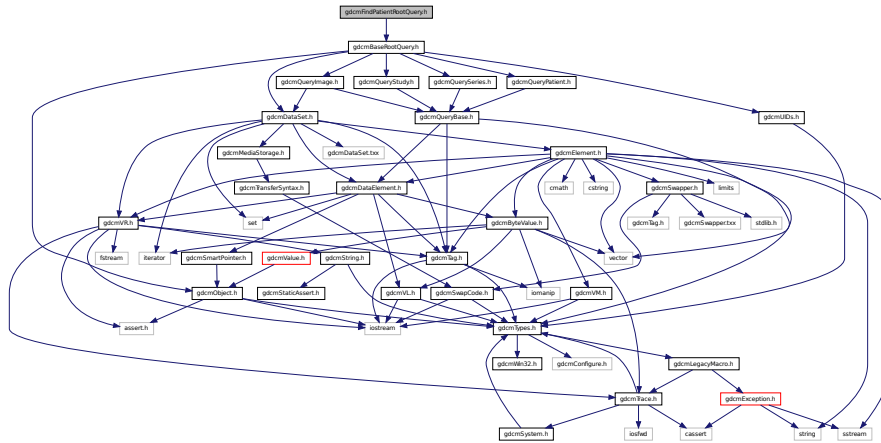 gdcmFindPatientRootQuery.h
gdcmBaseRootQuery.h
gdcmQueryImage.h
gdcmQueryStudy.h
gdcmQuerySeries.h
gdcmQueryPatient.h
gdcmDataSet.h
gdcmQueryBase.h
gdcmUIDs.h
gdcmMediaStorage.h
gdcmDataSet.txx
gdcmElement.h
gdcmTransferSyntax.h
gdcmDataElement.h
cmath
cstring
gdcmSwapper.h
limits
gdcmVR.h
set
gdcmByteValue.h
gdcmTag.h
gdcmSwapper.txx
stdlib.h
fstream
iterator
gdcmSmartPointer.h
gdcmValue.h
gdcmString.h
gdcmTag.h
vector
gdcmObject.h
gdcmStaticAssert.h
gdcmVL.h
gdcmSwapCode.h
iomanip
gdcmVM.h
assert.h
iostream
gdcmTypes.h
gdcmWin32.h
gdcmConfigure.h
gdcmLegacyMacro.h
gdcmTrace.h
gdcmException.h
gdcmSystem.h
iosfwd
cassert
string
sstream